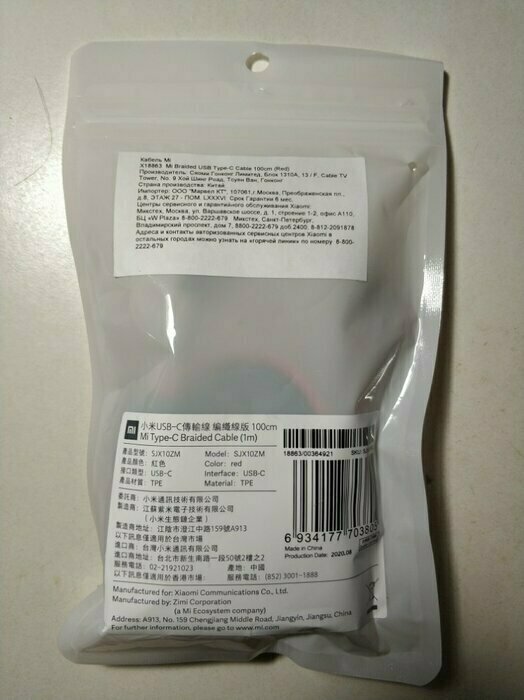 Кабель Mi
X18863 Mi Braided USB Type-C Cable 100cm (Red)
Производитель: Сяоми Гонконг Лимитед, Блок 1310A, 13 / F, Cable TV
Tower, No. 9 Хой Шинг Роад, Тоуен Ван, Гонконг
Страна производства: Китай
Импортер: ООО "Марвел КТ", 107061,г.Москва, Преображенская пл.,
д.8, ЭТАЖ 27 - ПОМ. LXXXVI Срок Гарантии 6 мес.
Центры сервисного и гарантийного обслуживания Xiaomi:
Микстех, Москва, ул. Варшавское шоссе, д. 1, строение 1-2, офис А110,
БЦ «W Plaza» 8-800-2222-679 Микстех, Санкт-Петербург,
Владимирский проспект, дом 7, 8800-2222-679 доб.2400. 8-812-2091878
Адреса и контакты авторизованных сервисных центров Xiaomi в
остальных городах можно узнать на «горячей линии» по номеру 8-800-
2222-679
mi
小米USB-C傳輸線 編織線版 100cm
Mi Type-C Braided Cable (1m)
產品型號: SJX10ZM Model: SJX10ZM
產品顏色: 紅色 Color: red
接口類型: USB-C Interface: USB-C
產品材質: TPE Material: TPE
18863/00364921 SKU:
6 934177 703805
Made in China
Production Date: 2020.08
委托商: 小米通訊技術有限公司
製造商: 江蘇紫米電子技術有限公司
(小米生態鏈企業)
地址: 江陰市澄江中路159號A913
以下訊息僅適用於台灣市場
進口商: 台灣小米通訊有限公司
進口商地址: 台北市新生南路一段50號2樓之2
服務電話: 02-21921023 產地: 中國
以下訊息僅適用於香港市場:
服務電話: (852) 3001-1888
Manufactured for: Xiaomi Communications Co., Ltd.
Manufactured by: Zimi Corporation
(a Mi Ecosystem company)
Address: A913, No. 159 Chengjiang Middle Road, Jiangyin, Jiangsu, China
For further information, please go to www.mi.com